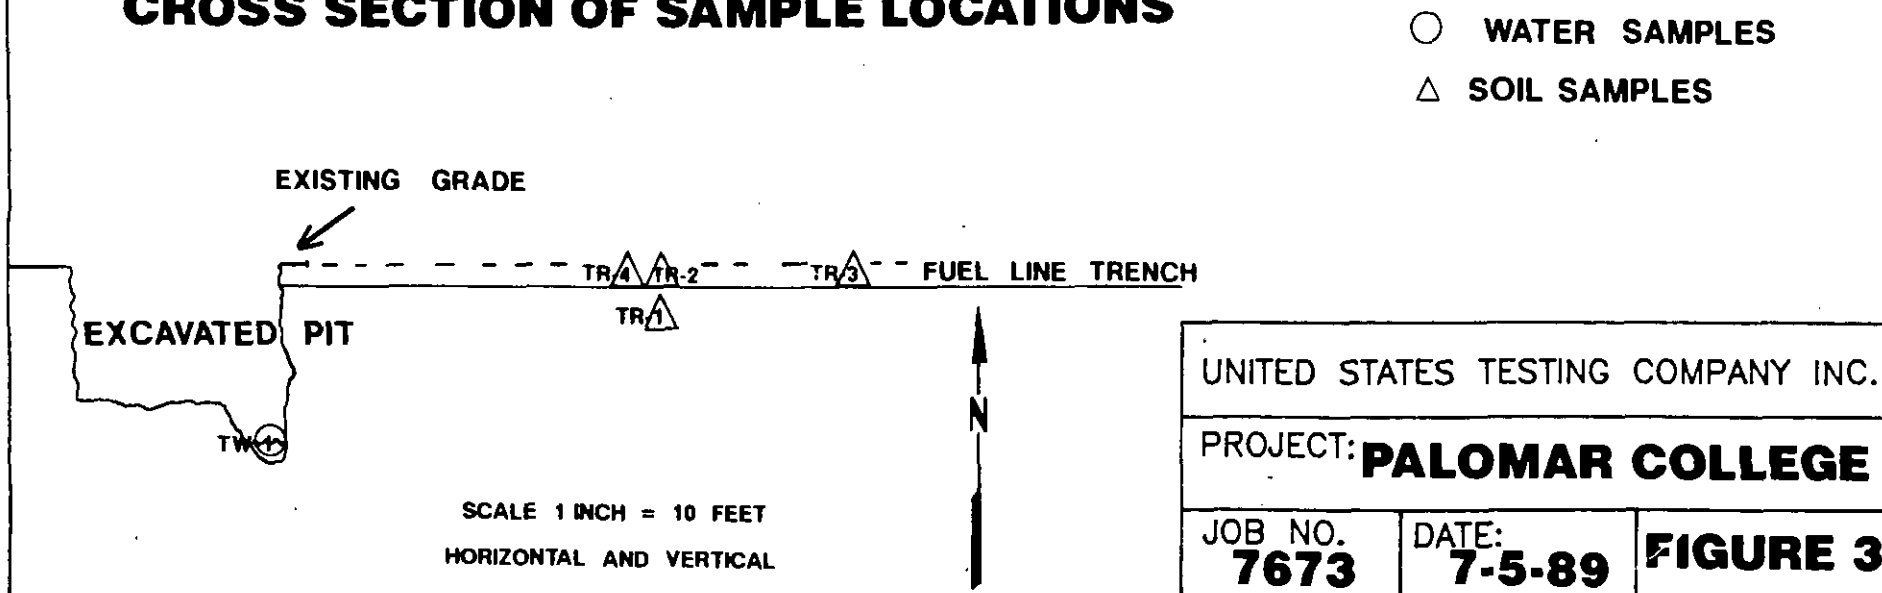 CROSS SECTION OF SAMPLE LOCATIONS
WATER SAMPLES
SOIL SAMPLES
EXISTING GRADE
TR-4 TR-2 TR-3 FUEL LINE TRENCH
TR-1
EXCAVATED PIT
TW-1
N
SCALE 1 INCH = 10 FEET
HORIZONTAL AND VERTICAL
UNITED STATES TESTING COMPANY INC.
PROJECT: PALOMAR COLLEGE
JOB NO. 7673
DATE: 7-5-89
FIGURE 3